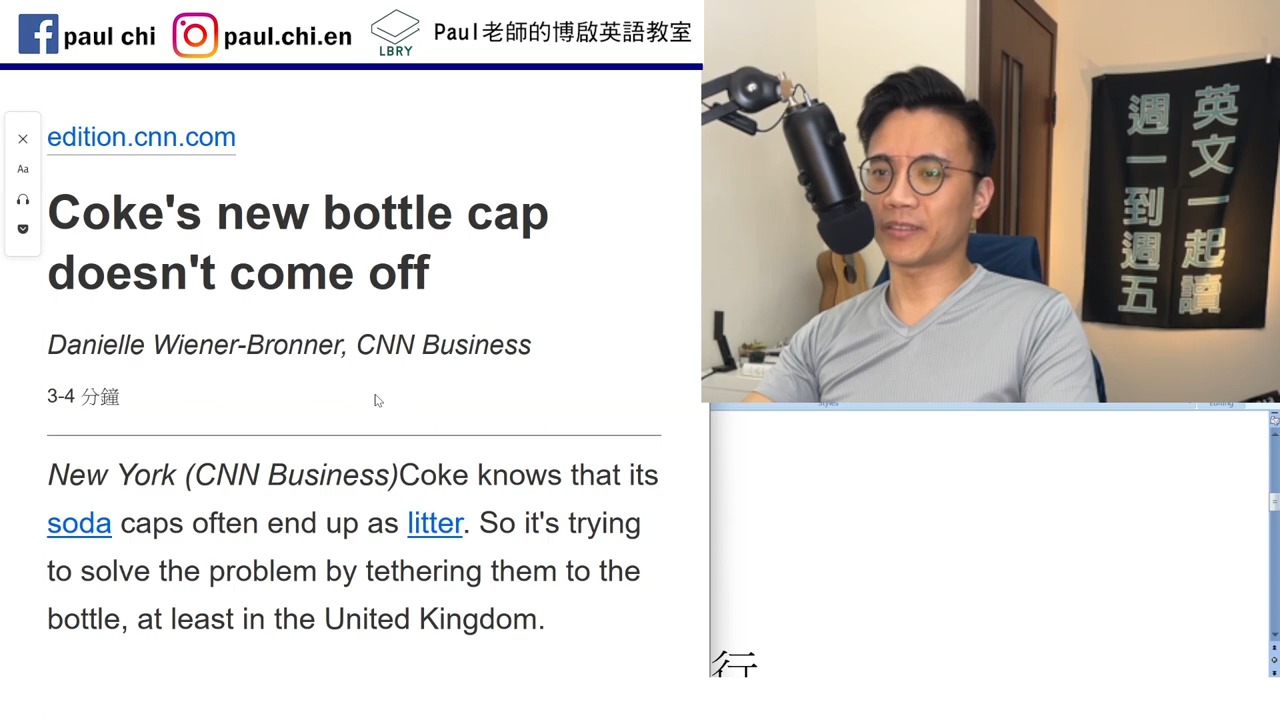 paul chi
paul.chi.en
LBRY
Paul老師的博啟英語教室
edition.cnn.com
Aa
Coke's new bottle cap
doesn't come off
Danielle Wiener-Bronner, CNN Business
3-4 分鐘
New York (CNN Business)Coke knows that its
soda caps often end up as litter. So it's trying
to solve the problem by tethering them to the
bottle, at least in the United Kingdom.
英文一起讀
週一到週五
行